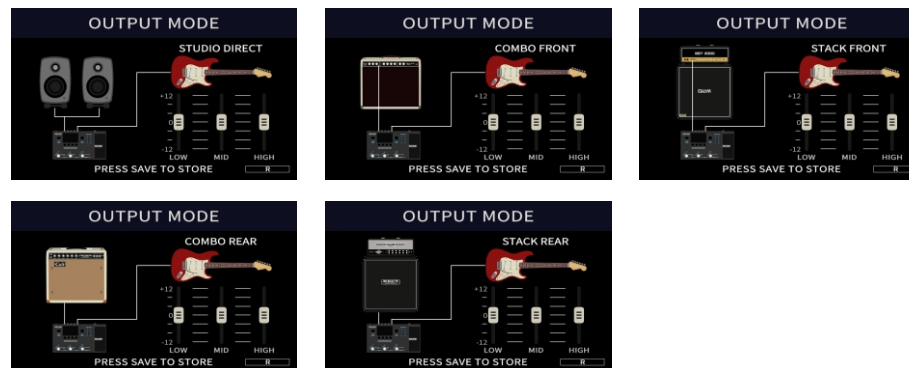 OUTPUT MODE
STUDIO DIRECT
+12
0
-12
LOW MID HIGH
PRESS SAVE TO STORE R
OUTPUT MODE
COMBO FRONT
+12
0
-12
LOW MID HIGH
PRESS SAVE TO STORE R
OUTPUT MODE
STACK FRONT
+12
0
-12
LOW MID HIGH
PRESS SAVE TO STORE R
OUTPUT MODE
COMBO REAR
+12
0
-12
LOW MID HIGH
PRESS SAVE TO STORE R
OUTPUT MODE
STACK REAR
+12
0
-12
LOW MID HIGH
PRESS SAVE TO STORE R